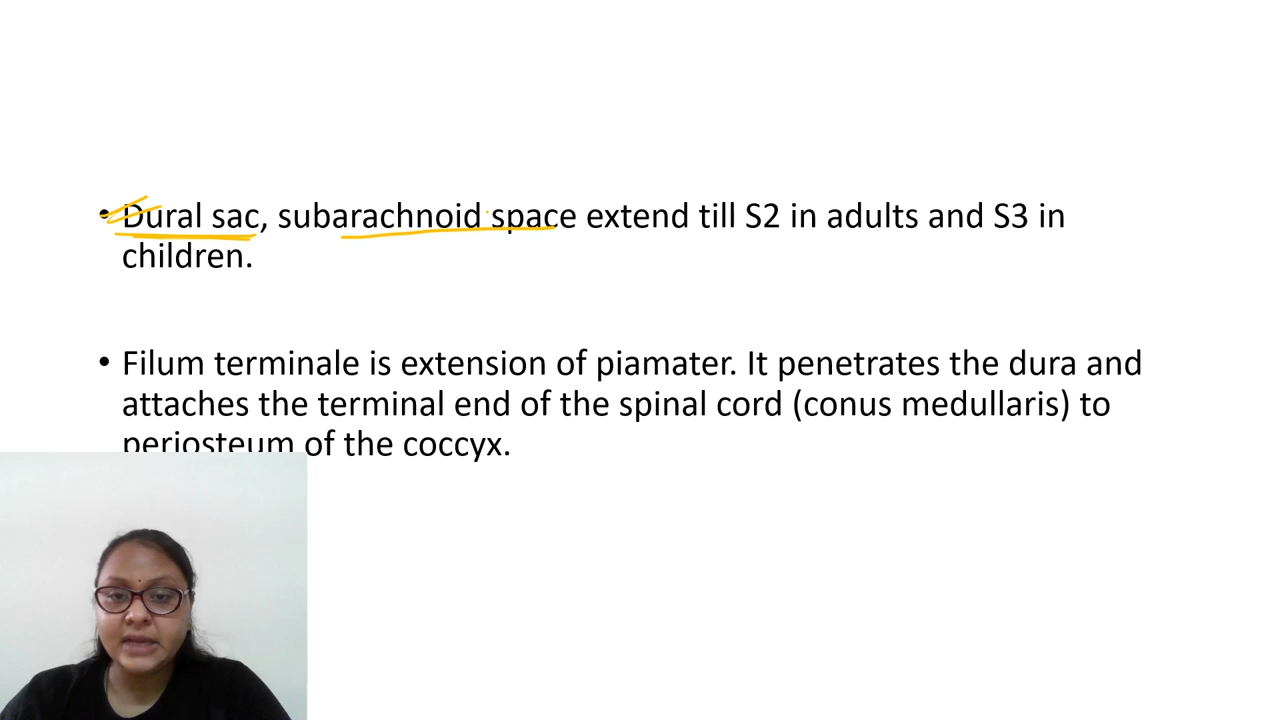 • Dural sac, subarachnoid space extend till S2 in adults and S3 in
children.
• Filum terminale is extension of piamater. It penetrates the dura and
attaches the terminal end of the spinal cord (conus medullaris) to
periosteum of the coccyx.